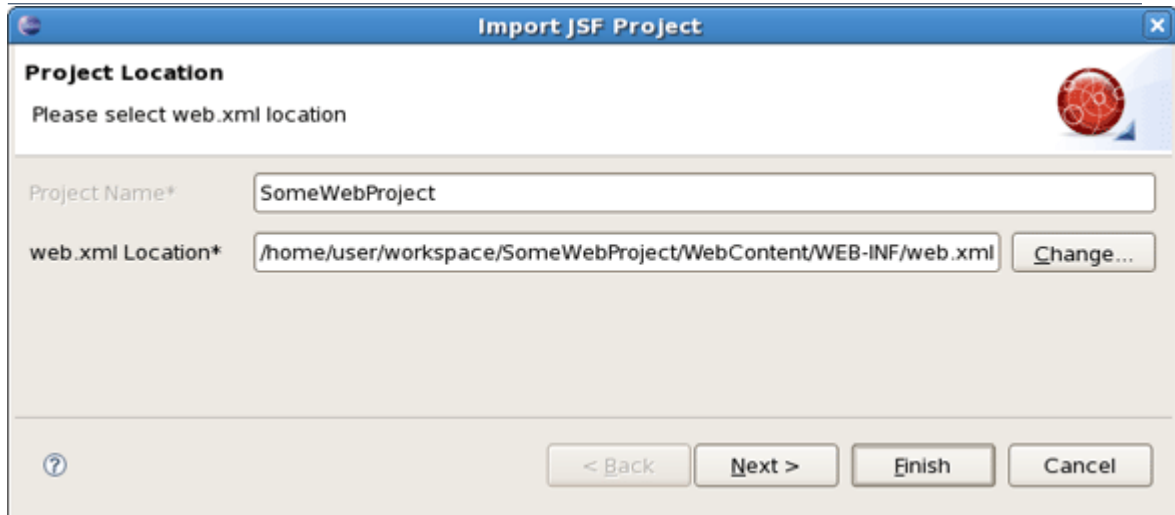 Import JSF Project
Project Location
Please select web.xml location
Project Name* SomeWebProject
web.xml Location* /home/user/workspace/SomeWebProject/WebContent/WEB-INF/web.xml Change...
? < Back Next > Finish Cancel